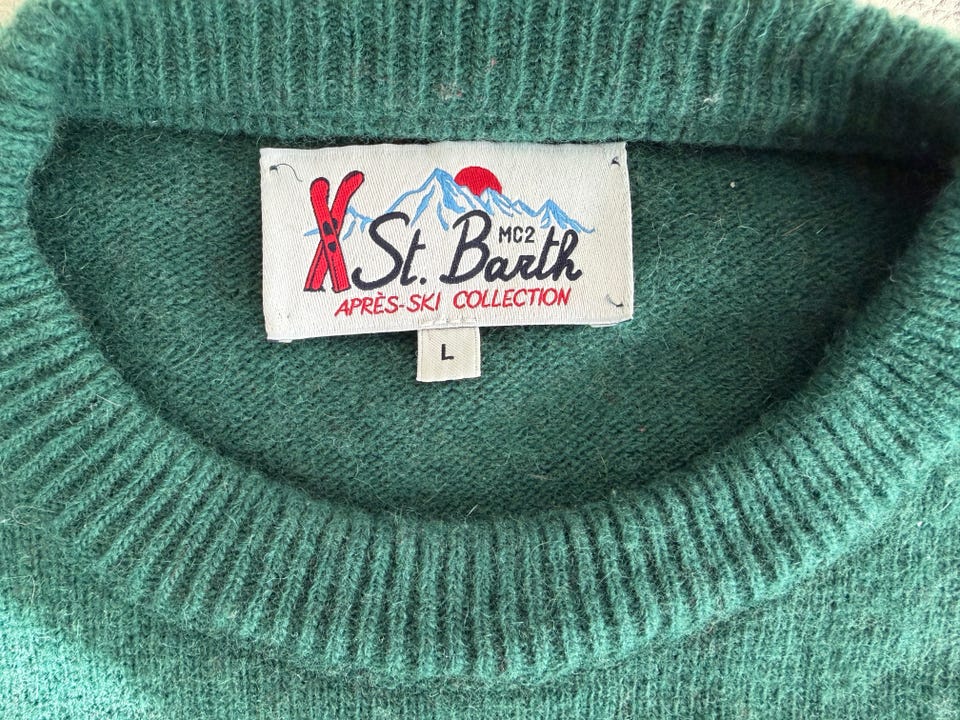 St. Barth MC2
APRÈS-SKI COLLECTION
L